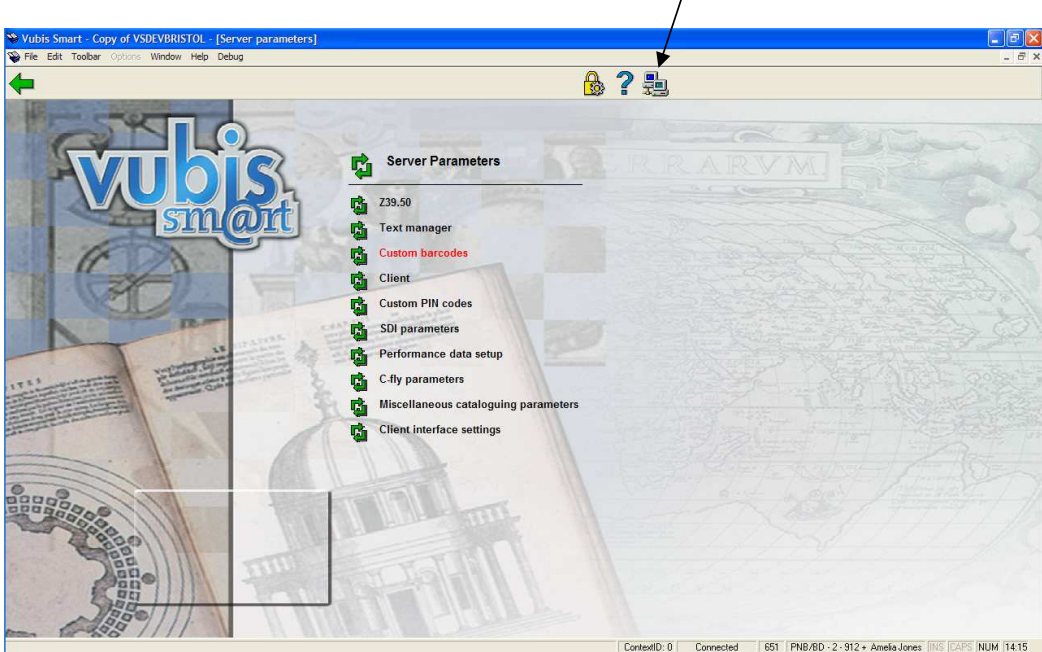 Vubis Smart - Copy of VSDEVBRISTOL - [Server parameters]
File Edit Toolbar Options Window Help Debug
vubis
sm@rt
Server Parameters
Z39.50
Text manager
Custom barcodes
Client
Custom PIN codes
SDI parameters
Performance data setup
C-fly parameters
Miscellaneous cataloguing parameters
Client interface settings
ContextID: 0 Connected 651 PNB/BD - 2 - 912 + Amelia Jones INS CAPS NUM 14:15